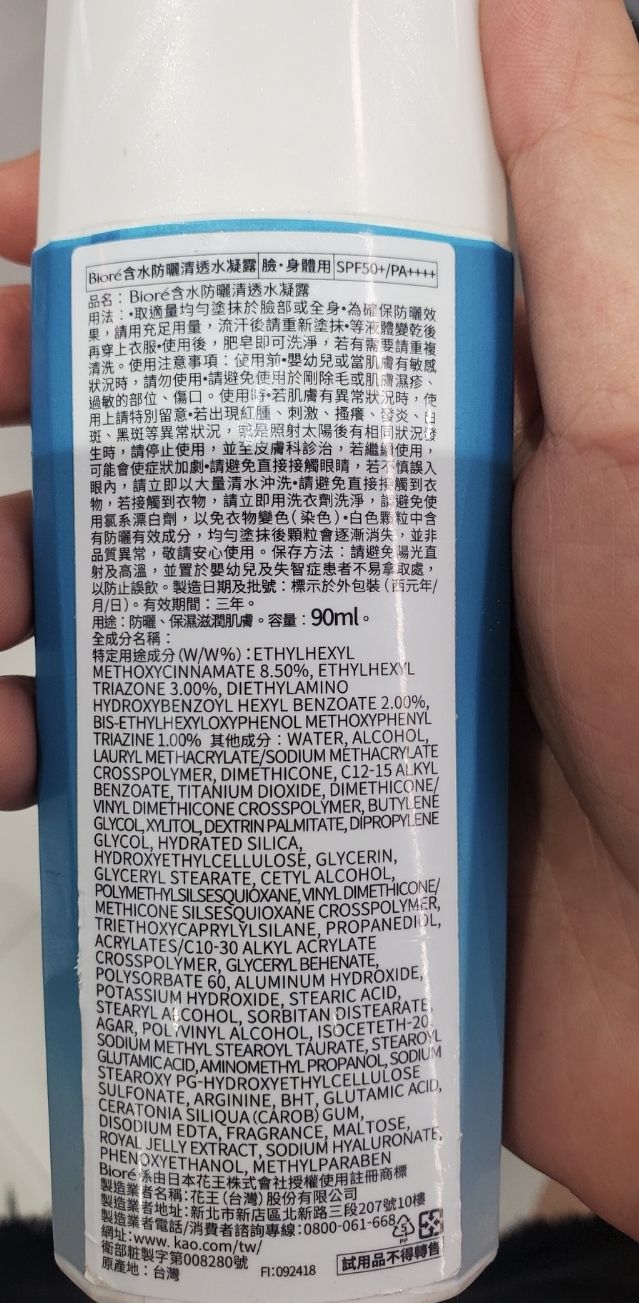 Bioré含水防曬清透水凝露 臉・身體用 SPF50+/PA++++
品名：Bioré含水防曬清透水凝露
用法：•取適量均勻塗抹於臉部或全身•為確保防曬效
果，請用充足用量，流汗後請重新塗抹•等液體變乾後
再穿上衣服•使用後，肥皂即可洗淨，若有需要請重複
清洗。使用注意事項：使用前•嬰幼兒或當肌膚有敏感
狀況時，請勿使用•請避免使用於剛除毛或肌膚濕疹、
過敏的部位、傷口。使用時•若肌膚有異常狀況時，使
用上請特別留意•若出現紅腫、刺激、搔癢、發炎、白
斑、黑斑等異常狀況，或是照射太陽後有相同狀況發
生時，請停止使用，並至皮膚科診治，若繼續使用，
可能會使症狀加劇•請避免直接接觸眼睛，若不慎誤入
眼內，請立即以大量清水沖洗•請避免直接接觸到衣
物，若接觸到衣物，請立即用洗衣劑洗淨，請避免使
用氯系漂白劑，以免衣物變色(染色)•白色顆粒中含
有防曬有效成分，均勻塗抹後顆粒會逐漸消失，並非
品質異常，敬請安心使用。保存方法：請避免陽光直
射及高溫，並置於嬰幼兒及失智症患者不易拿取處，
以防止誤飲。製造日期及批號：標示於外包裝(西元年/
月/日)。有效期間：三年。
用途：防曬、保濕滋潤肌膚。容量：90ml。
全成分名稱：
特定用途成分(W/W%)：ETHYLHEXYL
METHOXYCINNAMATE 8.50%, ETHYLHEXYL
TRIAZONE 3.00%, DIETHYLAMINO
HYDROXYBENZOYL HEXYL BENZOATE 2.00%,
BIS-ETHYLHEXYLOXYPHENOL METHOXYPHENYL
TRIAZINE 1.00% 其他成分：WATER, ALCOHOL,
LAURYL METHACRYLATE/SODIUM METHACRYLATE
CROSSPOLYMER, DIMETHICONE, C12-15 ALKYL
BENZOATE, TITANIUM DIOXIDE, DIMETHICONE/
VINYL DIMETHICONE CROSSPOLYMER, BUTYLENE
GLYCOL, XYLITOL, DEXTRIN PALMITATE, DIPROPYLENE
GLYCOL, HYDRATED SILICA,
HYDROXYETHYLCELLULOSE, GLYCERIN,
GLYCERYL STEARATE, CETYL ALCOHOL,
POLYMETHYLSILSESQUIOXANE, VINYL DIMETHICONE/
METHICONE SILSESQUIOXANE CROSSPOLYMER,
TRIETHOXYCAPRYLYLSILANE, PROPANEDIOL,
ACRYLATES/C10-30 ALKYL ACRYLATE
CROSSPOLYMER, GLYCERYL BEHENATE,
POLYSORBATE 60, ALUMINUM HYDROXIDE,
POTASSIUM HYDROXIDE, STEARIC ACID,
STEARYL ALCOHOL, SORBITAN DISTEARATE,
AGAR, POLYVINYL ALCOHOL, ISOCETETH-20,
SODIUM METHYL STEAROYL TAURATE, STEAROYL
GLUTAMIC ACID, AMINOMETHYL PROPANOL, SODIUM
STEAROXY PG-HYDROXYETHYLCELLULOSE
SULFONATE, ARGININE, BHT, GLUTAMIC ACID,
CERATONIA SILIQUA (CAROB) GUM,
DISODIUM EDTA, FRAGRANCE, MALTOSE,
ROYAL JELLY EXTRACT, SODIUM HYALURONATE,
PHENOXYETHANOL, METHYLPARABEN
Bioré係由日本花王株式會社授權使用註冊商標
製造業者名稱：花王(台灣)股份有限公司
製造業者地址：新北市新店區北新路三段207號10樓
製造業者電話/消費者諮詢專線：0800-061-668
網址：www. kao.com/tw/
衛部粧製字第008280號
原產地：台灣 FI:092418 試用品不得轉售
PP